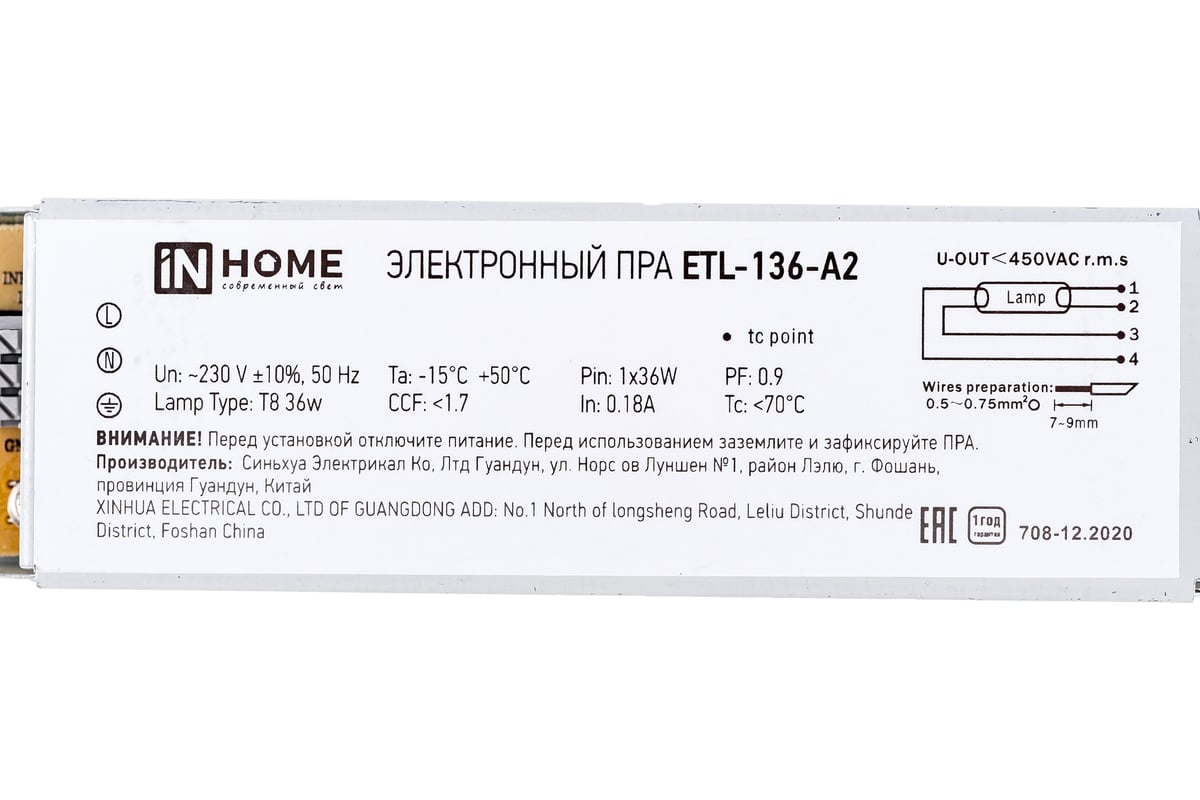 iN HOME
современный свет
ЭЛЕКТРОННЫЙ ПРА ETL-136-A2
U-OUT<450VAC r.m.s
Lamp
1
2
3
4
L
N
tc point
Un: ~230 V ±10%, 50 Hz Ta: -15°C +50°C Pin: 1x36W PF: 0.9
Lamp Type: T8 36w CCF: <1.7 In: 0.18A Tc: <70°C
Wires preparation:
0.5~0.75mm²
7~9mm
ВНИМАНИЕ! Перед установкой отключите питание. Перед использованием заземлите и зафиксируйте ПРА.
Производитель: Синьхуа Электрикал Ко, Лтд Гуандун, ул. Норс ов Луншен №1, район Лэлю, г. Фошань,
провинция Гуандун, Китай
XINHUA ELECTRICAL CO., LTD OF GUANGDONG ADD: No.1 North of longsheng Road, Leliu District, Shunde
District, Foshan China
EAC
1 год
гарантия
708-12.2020